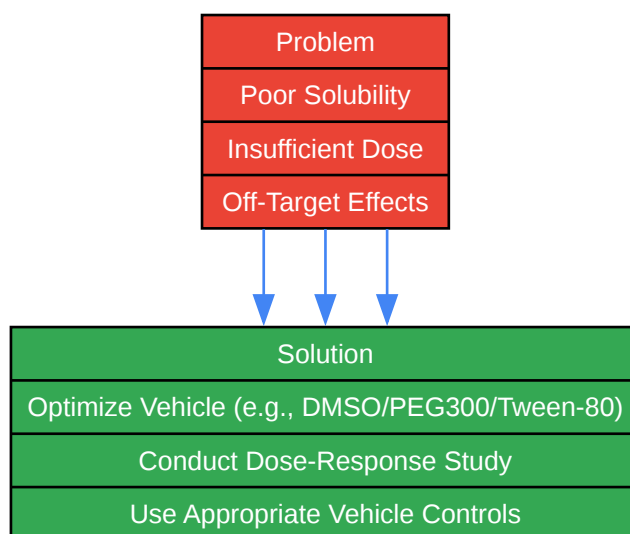 Problem
Poor Solubility
Insufficient Dose
Off-Target Effects
Solution
Optimize Vehicle (e.g., DMSO/PEG300/Tween-80)
Conduct Dose-Response Study
Use Appropriate Vehicle Controls